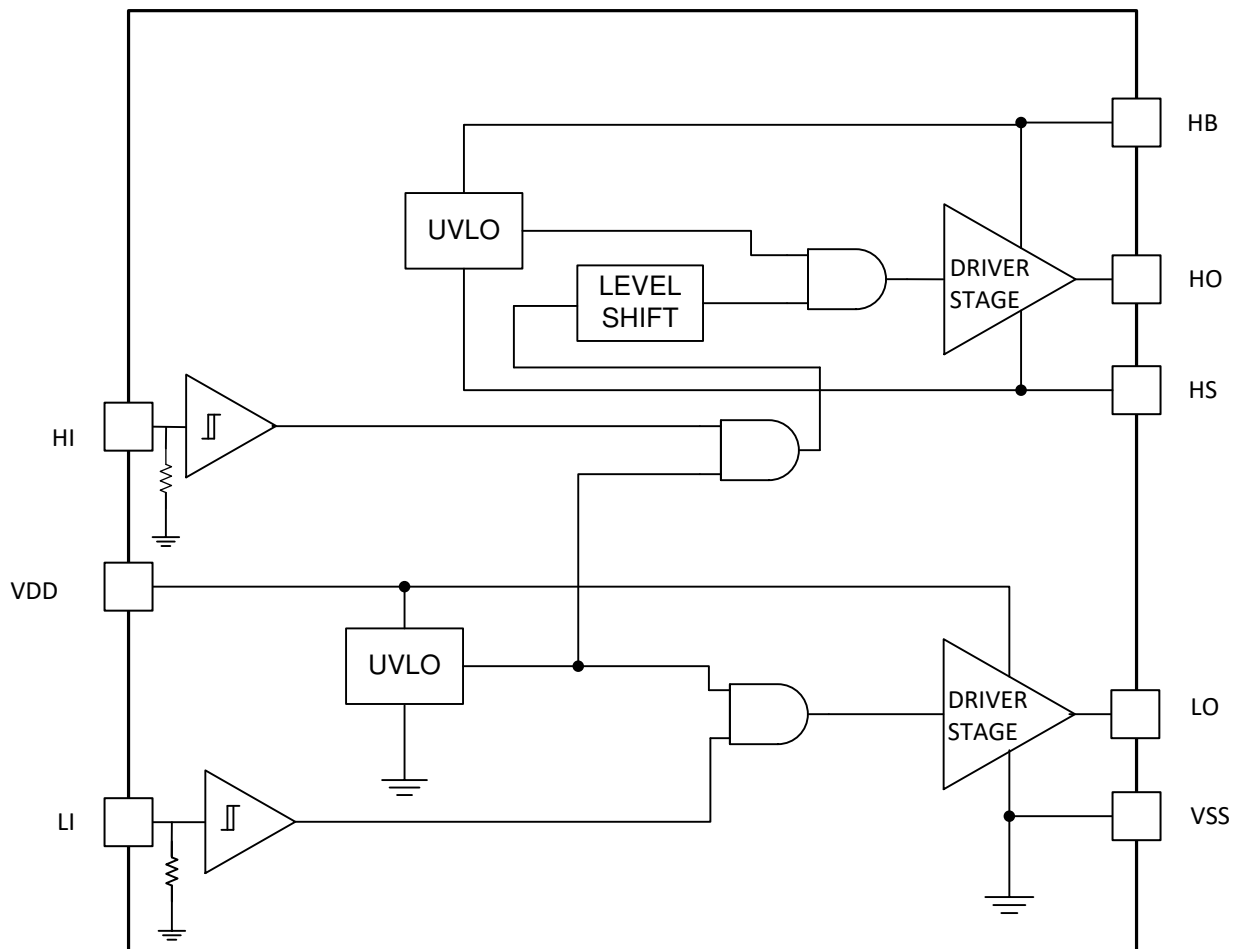 HB
UVLO
LEVEL
SHIFT
DRIVER
STAGE
HO
HS
HI
VDD
UVLO
DRIVER
STAGE
LO
LI
VSS